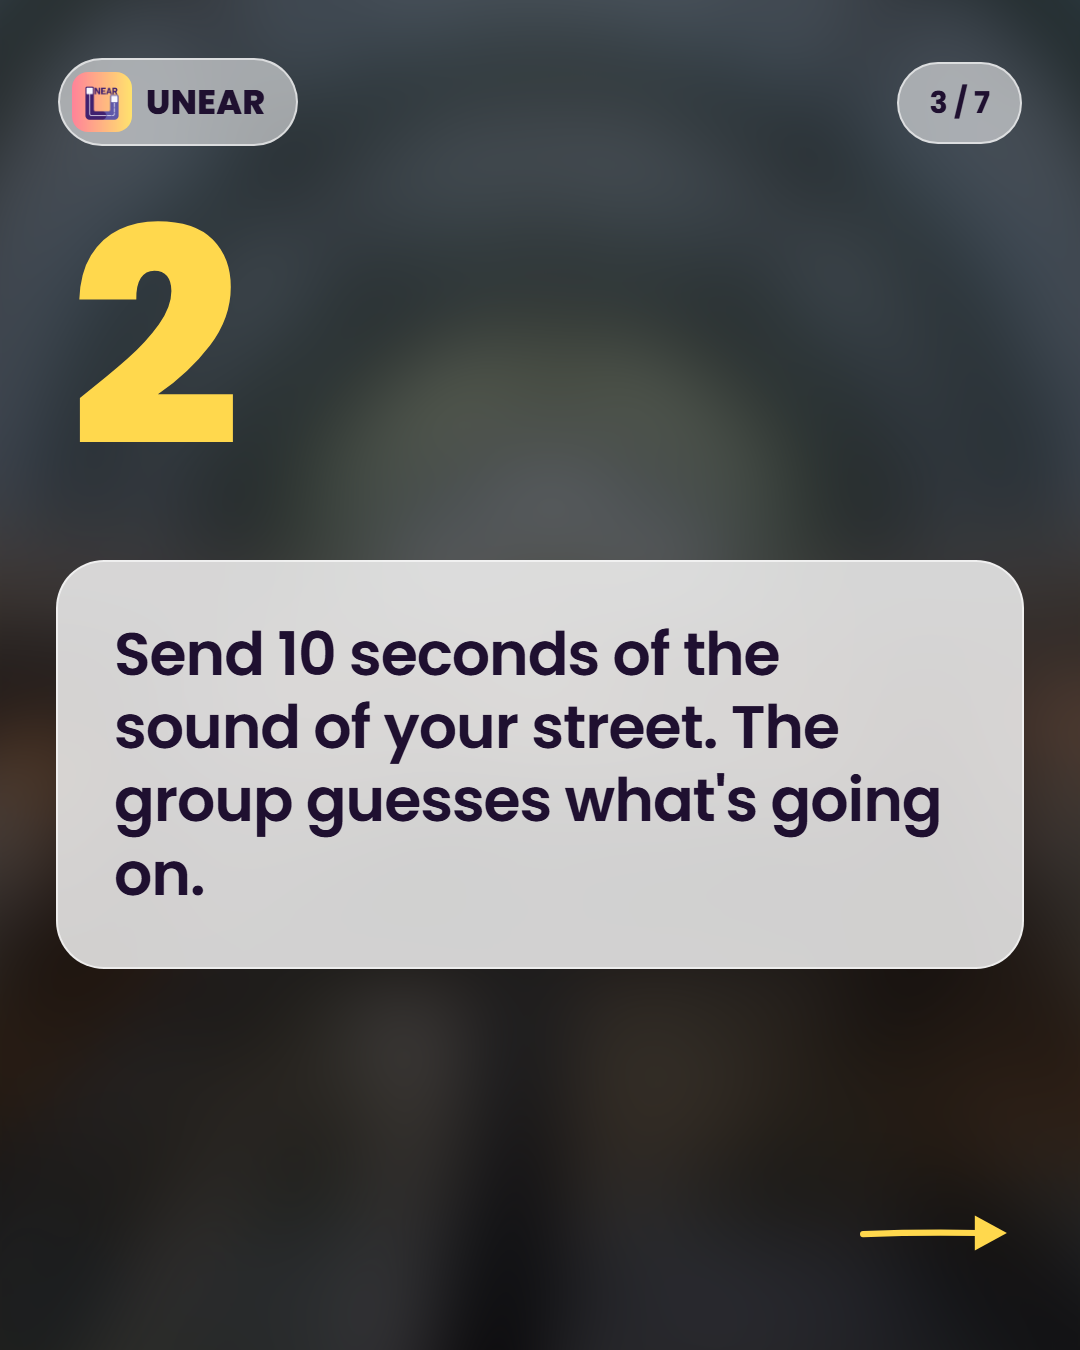 UNEAR
UNEAR
3 / 7
2
Send 10 seconds of the
sound of your street. The
group guesses what's going
on.